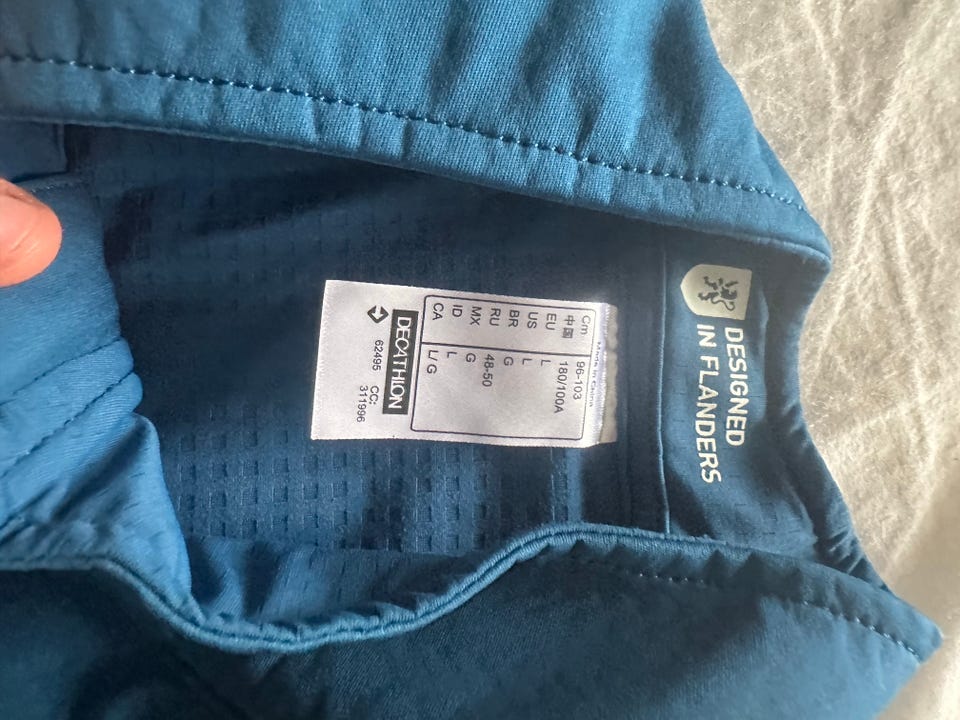 DESIGNED
IN FLANDERS
Made in China
Cm 96-103
中国 180/100A
EU L
US L
BR G
RU 48-50
MX G
ID L
CA L/G
DECATHLON
62495 CC:
311996